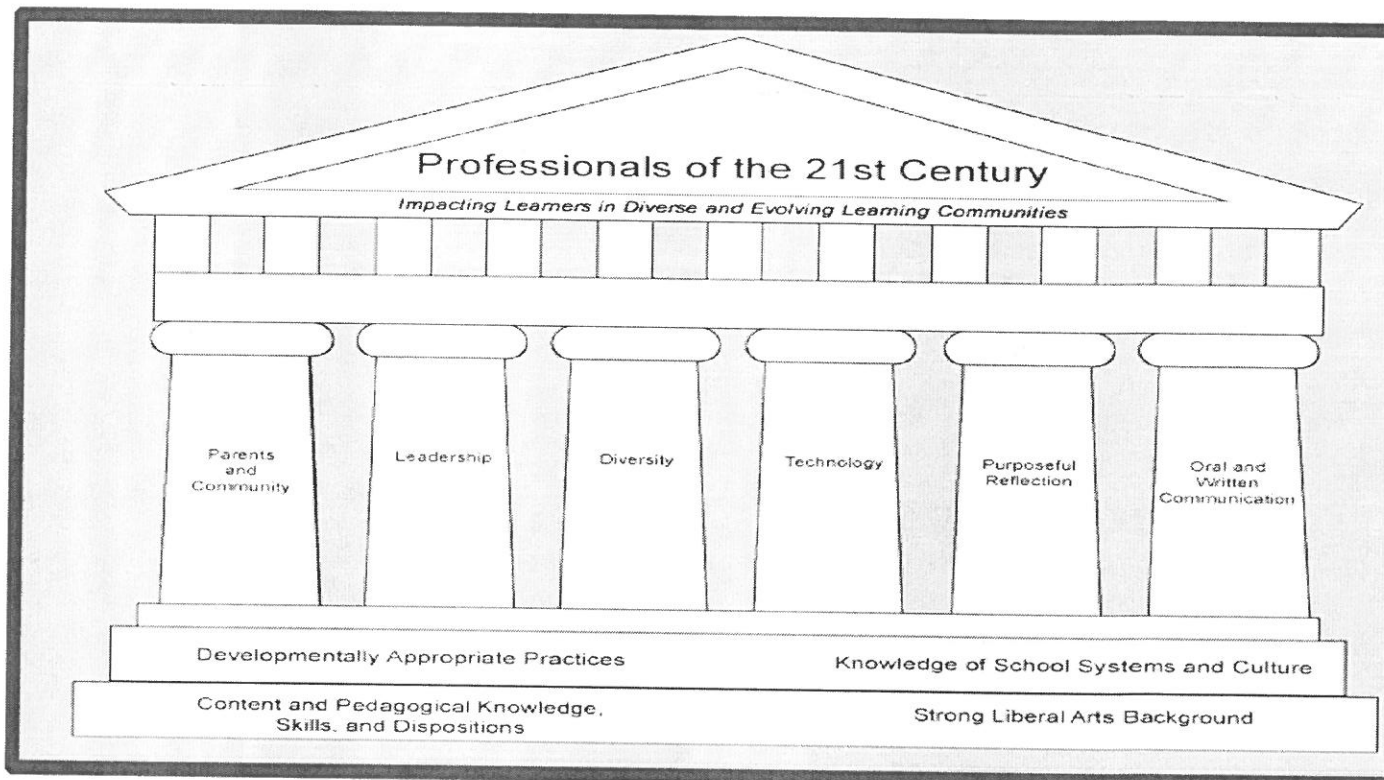 Professionals of the 21st Century
Impacting Learners in Diverse and Evolving Learning Communities
Parents
and
Community
Leadership
Diversity
Technology
Purposeful
Reflection
Oral and
Written
Communication
Developmentally Appropriate Practices
Knowledge of School Systems and Culture
Content and Pedagogical Knowledge,
Skills, and Dispositions
Strong Liberal Arts Background